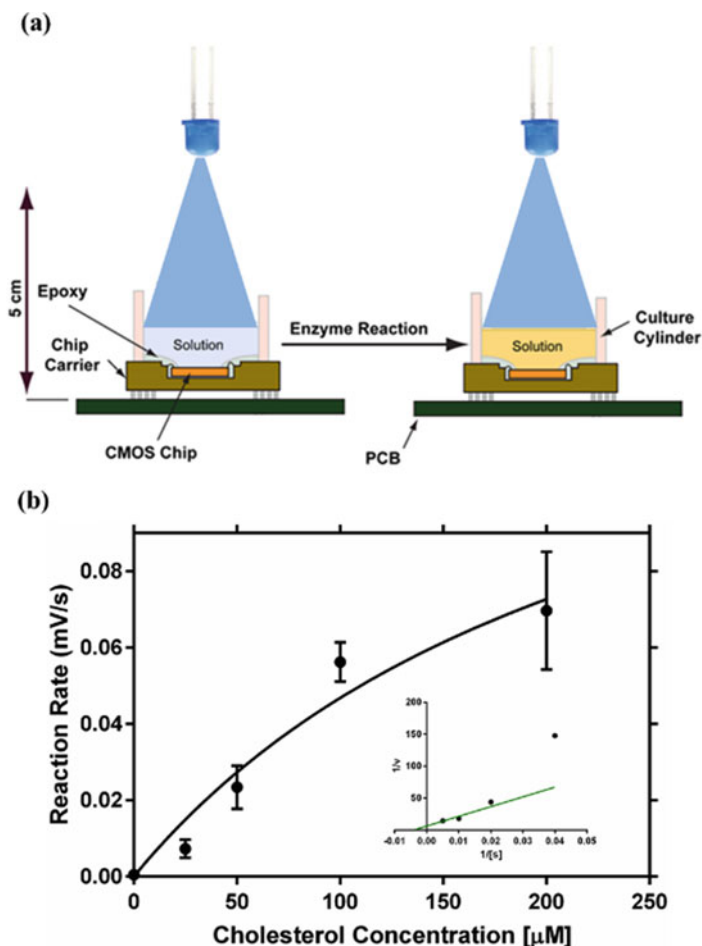 (a)
5 cm
Epoxy
Chip
Carrier
Solution
CMOS Chip
Enzyme Reaction
Solution
Culture
Cylinder
PCB
(b)
Reaction Rate (mV/s)
0.08
0.06
0.04
0.02
0.00
0 50 100 150 200 250
Cholesterol Concentration [µM]
1/v
200
150
100
50
-0.01 0.00 0.01 0.02 0.03 0.04 0.05
1/[s]